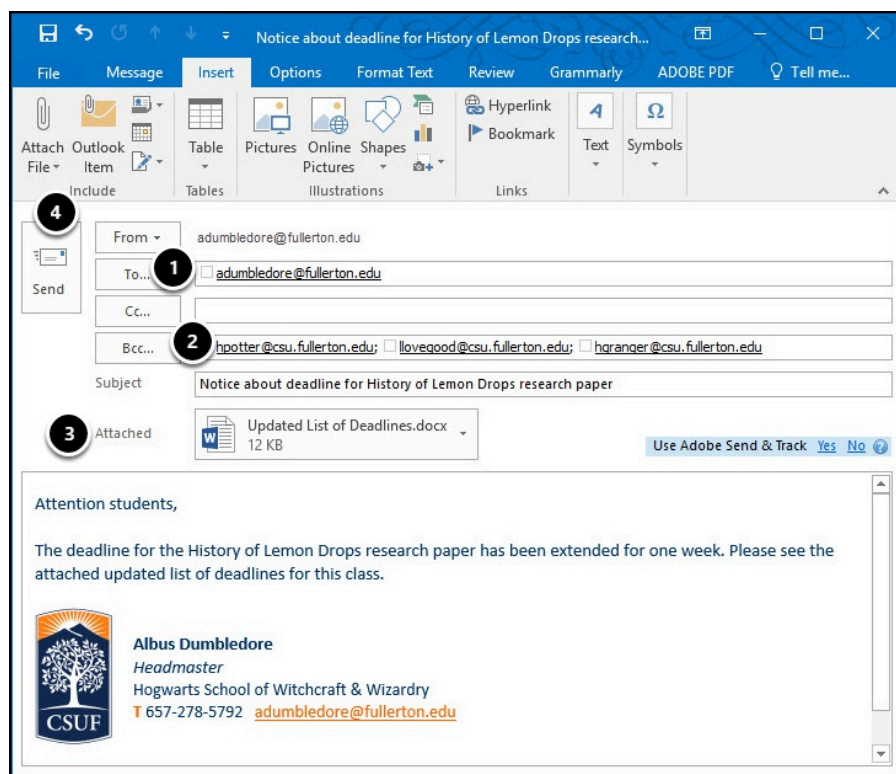 Notice about deadline for History of Lemon Drops research...
File Message Insert Options Format Text Review Grammarly ADOBE PDF Tell me...
Attach File Outlook Item Table Pictures Online Pictures Shapes Hyperlink Bookmark A Text Ω Symbols
Include Tables Illustrations Links
4
Send
From adumbledore@fullerton.edu
To... 1 adumbledore@fullerton.edu
Cc...
Bcc... 2 hpotter@csu.fullerton.edu; llovegood@csu.fullerton.edu; hgranger@csu.fullerton.edu
Subject Notice about deadline for History of Lemon Drops research paper
3 Attached W Updated List of Deadlines.docx
12 KB
Use Adobe Send & Track Yes No ?
Attention students,
The deadline for the History of Lemon Drops research paper has been extended for one week. Please see the
attached updated list of deadlines for this class.
Albus Dumbledore
Headmaster
Hogwarts School of Witchcraft & Wizardry
T 657-278-5792 adumbledore@fullerton.edu
CSUF